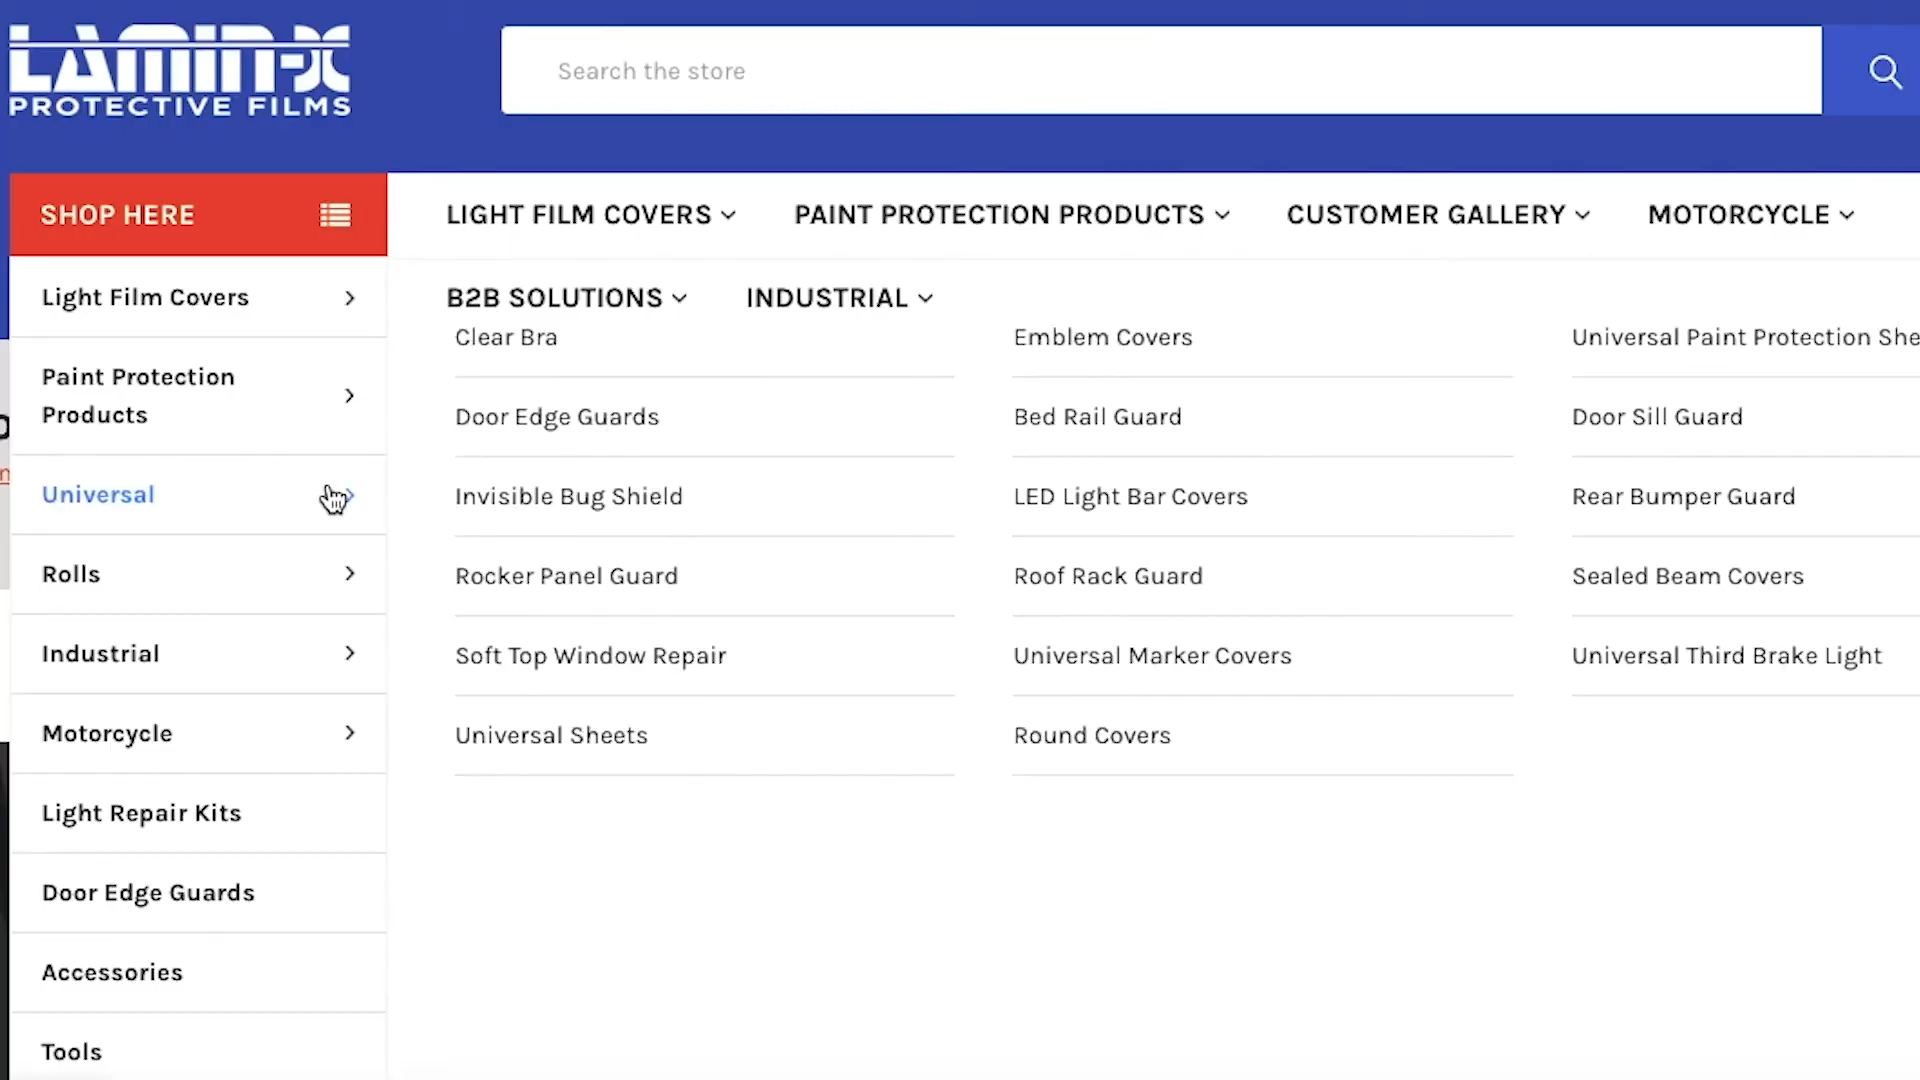 LAMIN-X
PROTECTIVE FILMS
Search the store
SHOP HERE
LIGHT FILM COVERS
PAINT PROTECTION PRODUCTS
CUSTOMER GALLERY
MOTORCYCLE
B2B SOLUTIONS
INDUSTRIAL
Light Film Covers
Paint Protection
Products
Universal
Rolls
Industrial
Motorcycle
Light Repair Kits
Door Edge Guards
Accessories
Tools
Clear Bra
Emblem Covers
Universal Paint Protection She
Door Edge Guards
Bed Rail Guard
Door Sill Guard
Invisible Bug Shield
LED Light Bar Covers
Rear Bumper Guard
Rocker Panel Guard
Roof Rack Guard
Sealed Beam Covers
Soft Top Window Repair
Universal Marker Covers
Universal Third Brake Light
Universal Sheets
Round Covers